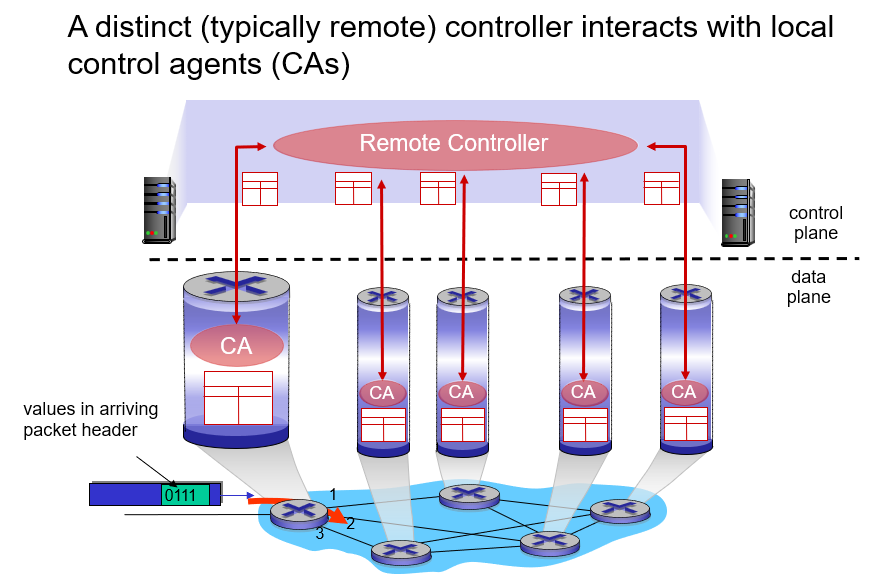 A distinct (typically remote) controller interacts with local
control agents (CAs)
Remote Controller
control
plane
data
plane
CA
CA
CA
CA
CA
values in arriving
packet header
0111
1
2
3